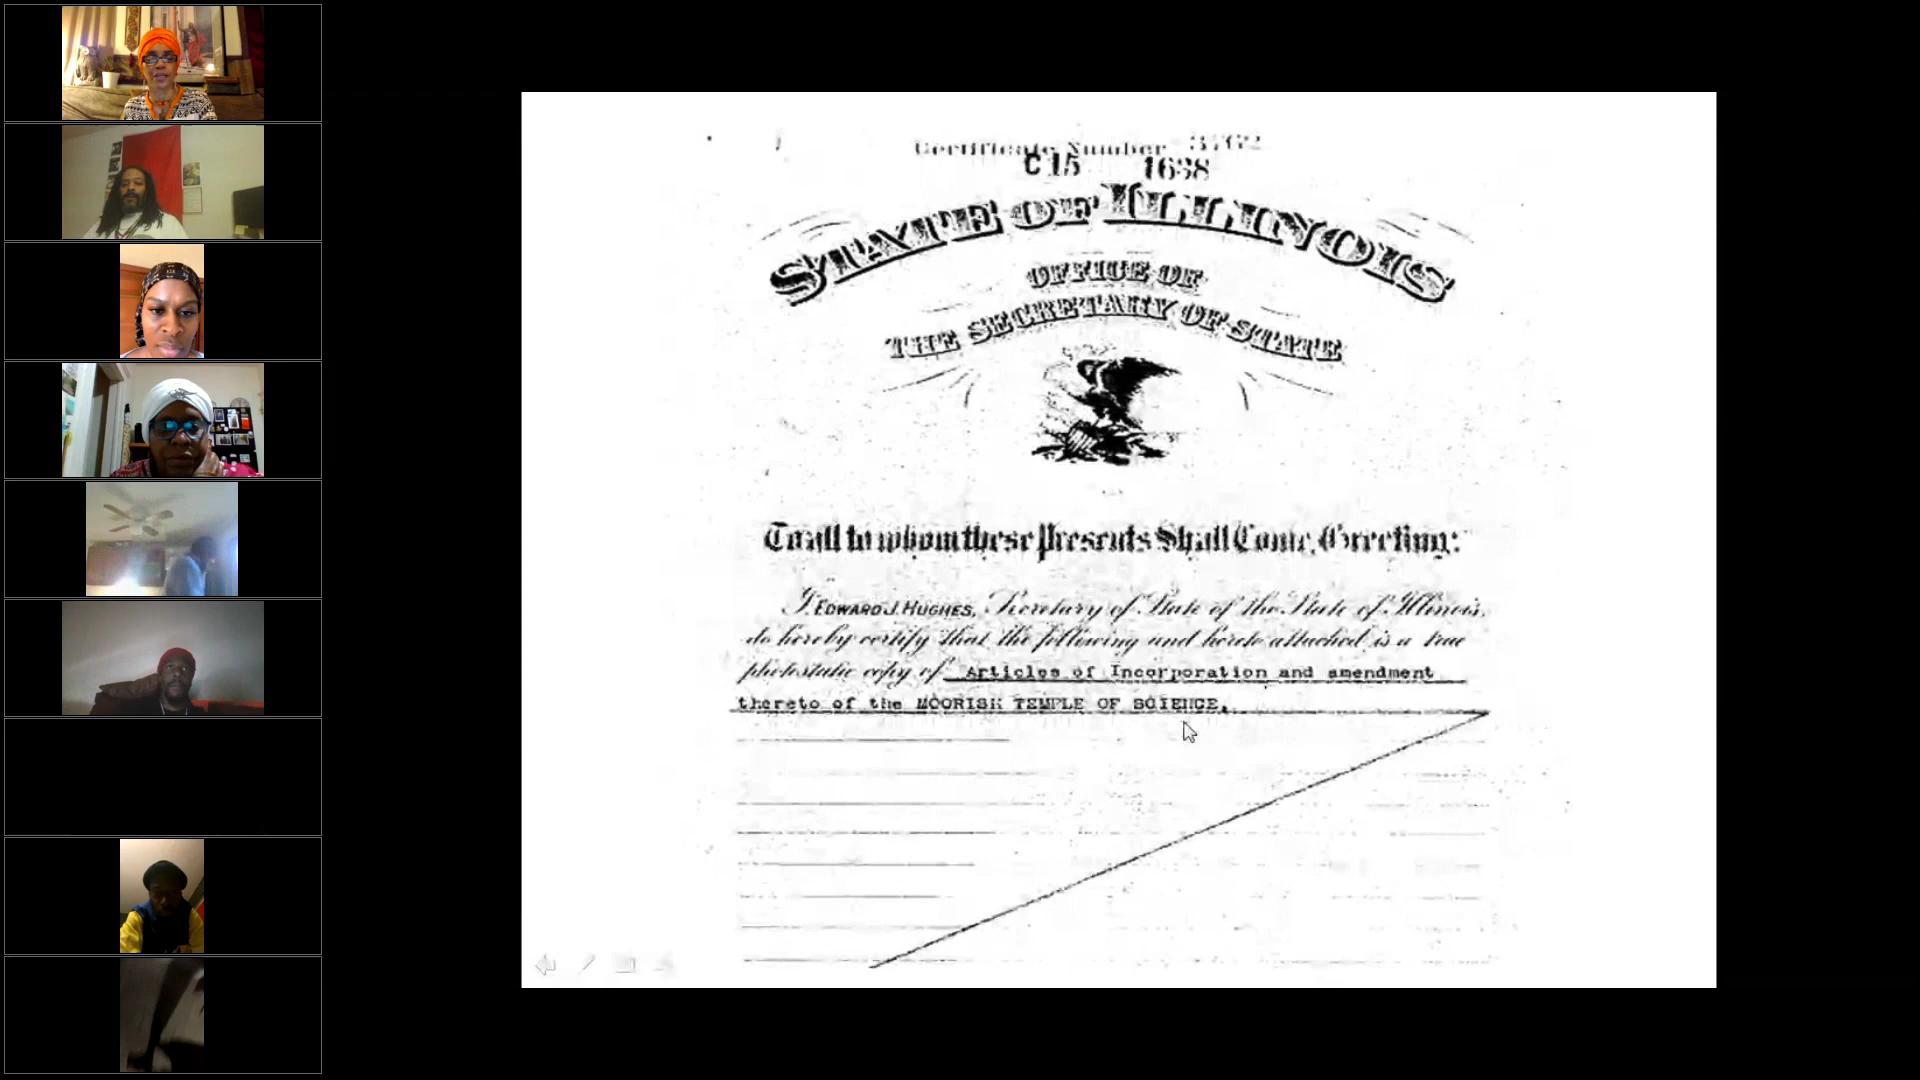 Certificate Number
C 15 1638
STATE OF ILLINOIS
OFFICE OF
THE SECRETARY OF STATE
To all to whom these Presents Shall Come, Greeting:
I, EDWARD J. HUGHES, Secretary of State of the State of Illinois,
do hereby certify that the following and hereto attached is a true
photostatic copy of Articles of Incorporation and amendment
thereto of the MOORISH TEMPLE OF SCIENCE.